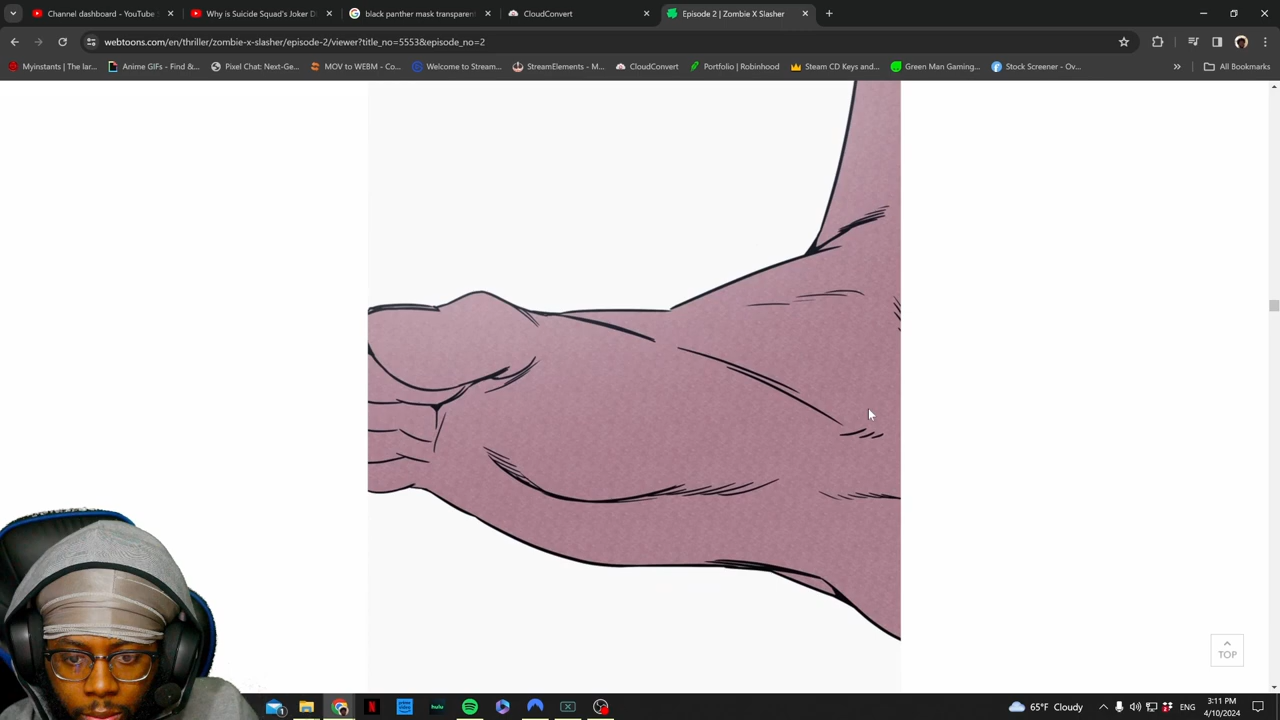 Channel dashboard - YouTube
Why is Suicide Squad's Joker D
black panther mask transparen
CloudConvert
Episode 2 | Zombie X Slasher
webtoons.com/en/thriller/zombie-x-slasher/episode-2/viewer?title_no=5553&episode_no=2
Myinstants | The lar...
Anime GIFs - Find &...
Pixel Chat: Next-Ge...
MOV to WEBM - Co...
Welcome to Stream...
StreamElements - M...
CloudConvert
Portfolio | Robinhood
Steam CD Keys and...
Green Man Gaming...
Stock Screener - Ov...
All Bookmarks
TOP
hulu
65°F Cloudy
ENG
3:11 PM
4/10/2024